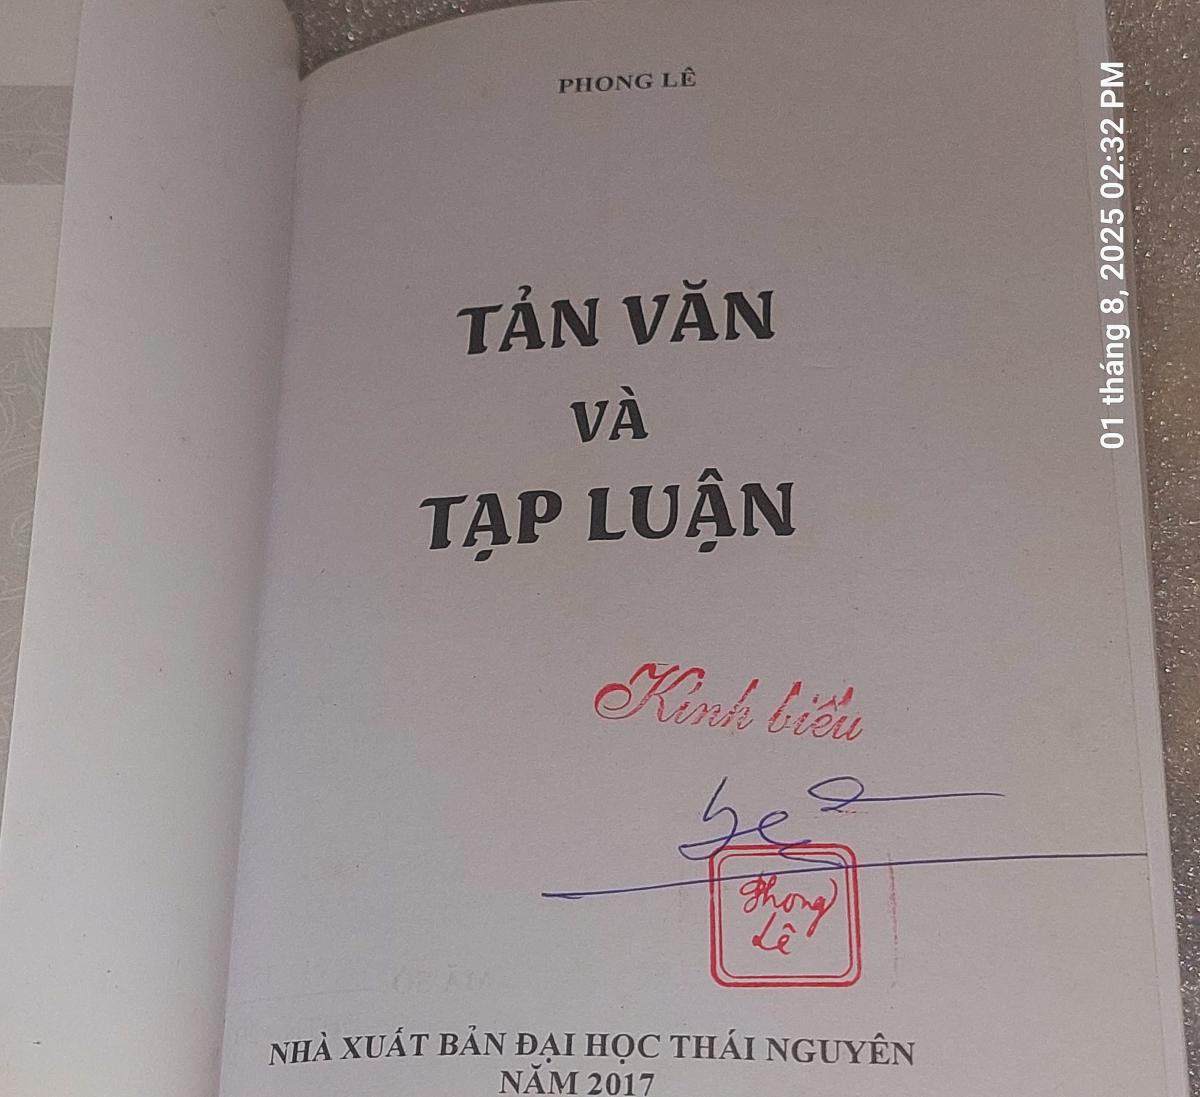 PHONG LÊ
TẢN VĂN
VÀ
TẠP LUẬN
Kính biếu
Phong
Lê
NHÀ XUẤT BẢN ĐẠI HỌC THÁI NGUYÊN
NĂM 2017
01 tháng 8, 2025 02:32 PM